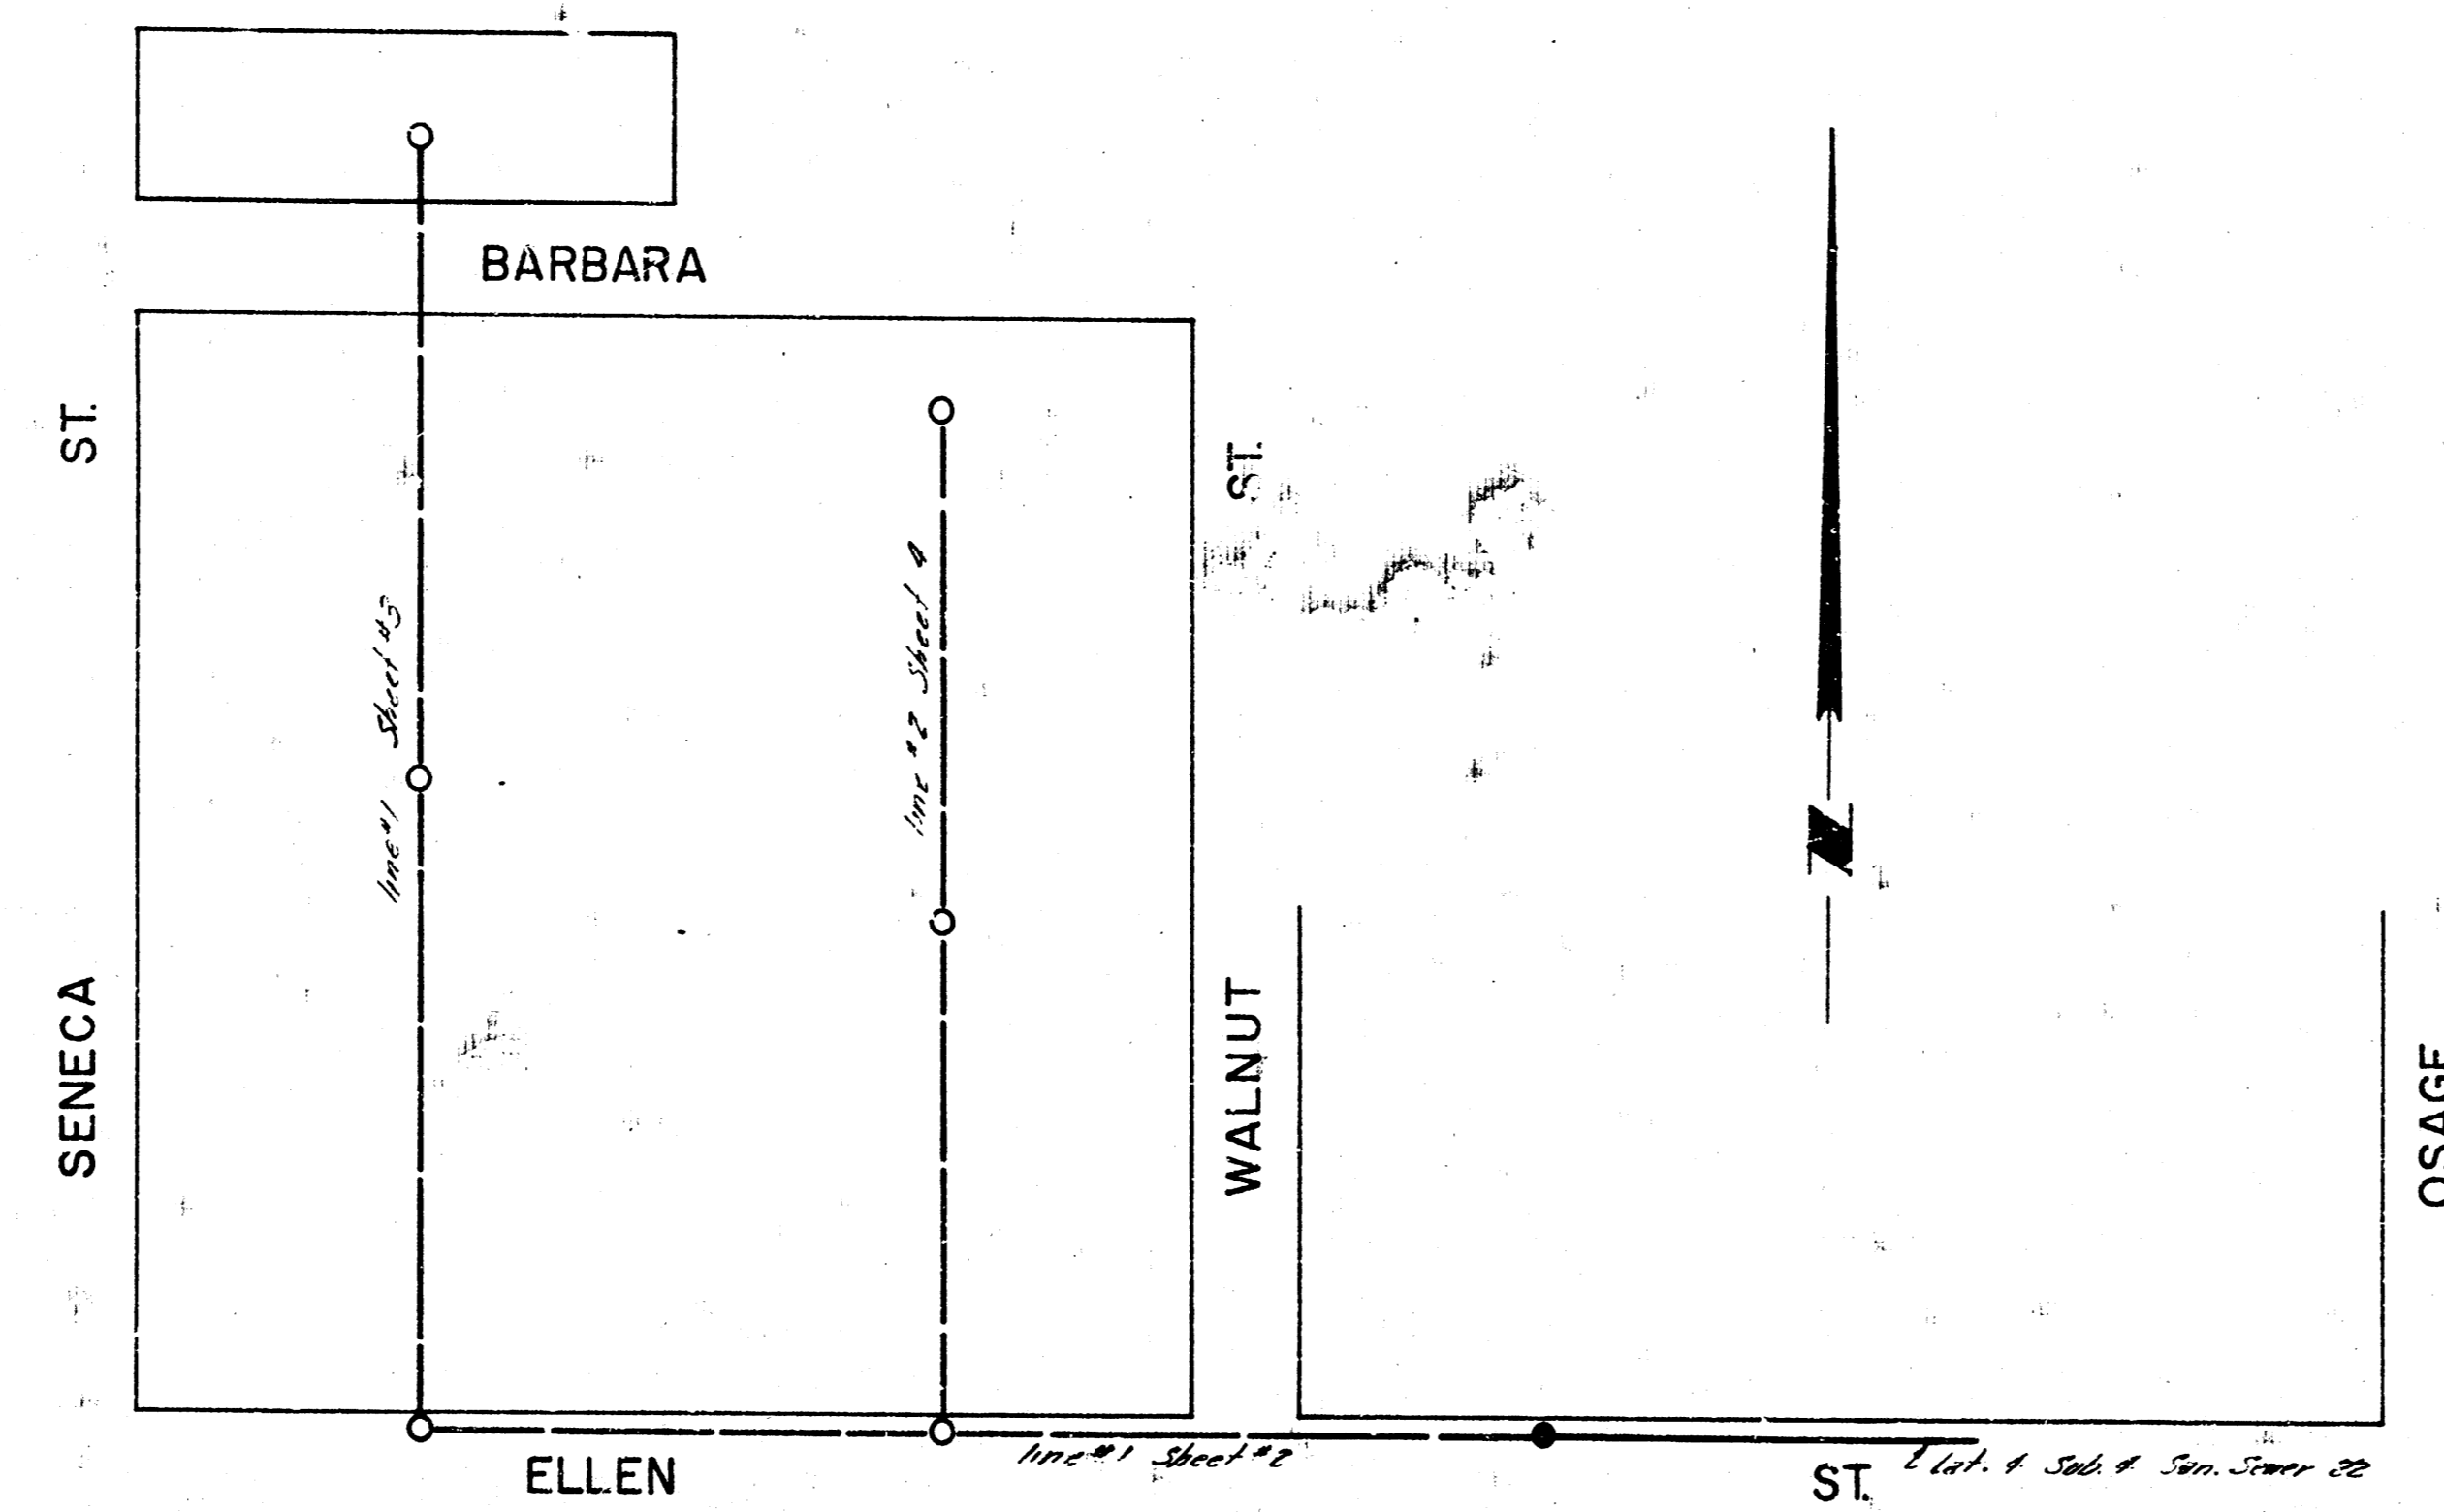 BARBARA
SENECA ST.
line #1 Sheet #3
line #2 Sheet 4
WALNUT ST.
N
OSAGE
line #1 Sheet #2
ELLEN ST.
lat. 4 Sub. 4 San. Sewer 22